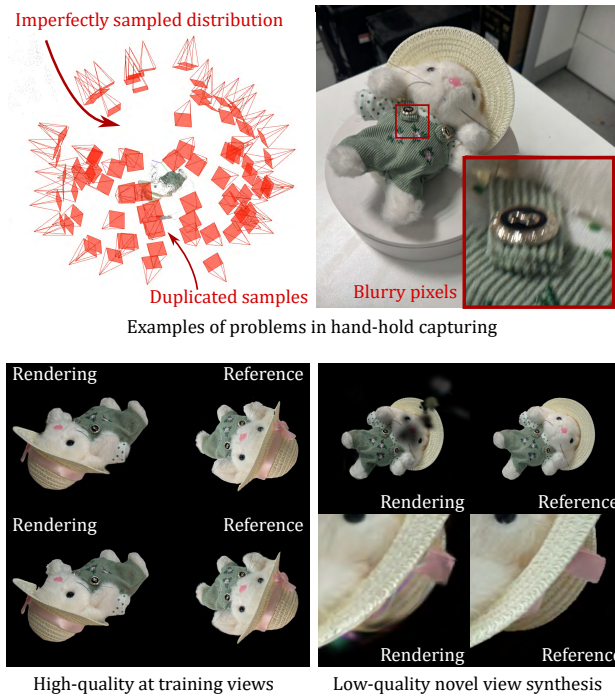 Imperfectly sampled distribution
Duplicated samples
Blurry pixels
Examples of problems in hand-hold capturing
Rendering
Reference
Rendering
Reference
Rendering
Reference
Rendering
Reference
High-quality at training views
Low-quality novel view synthesis